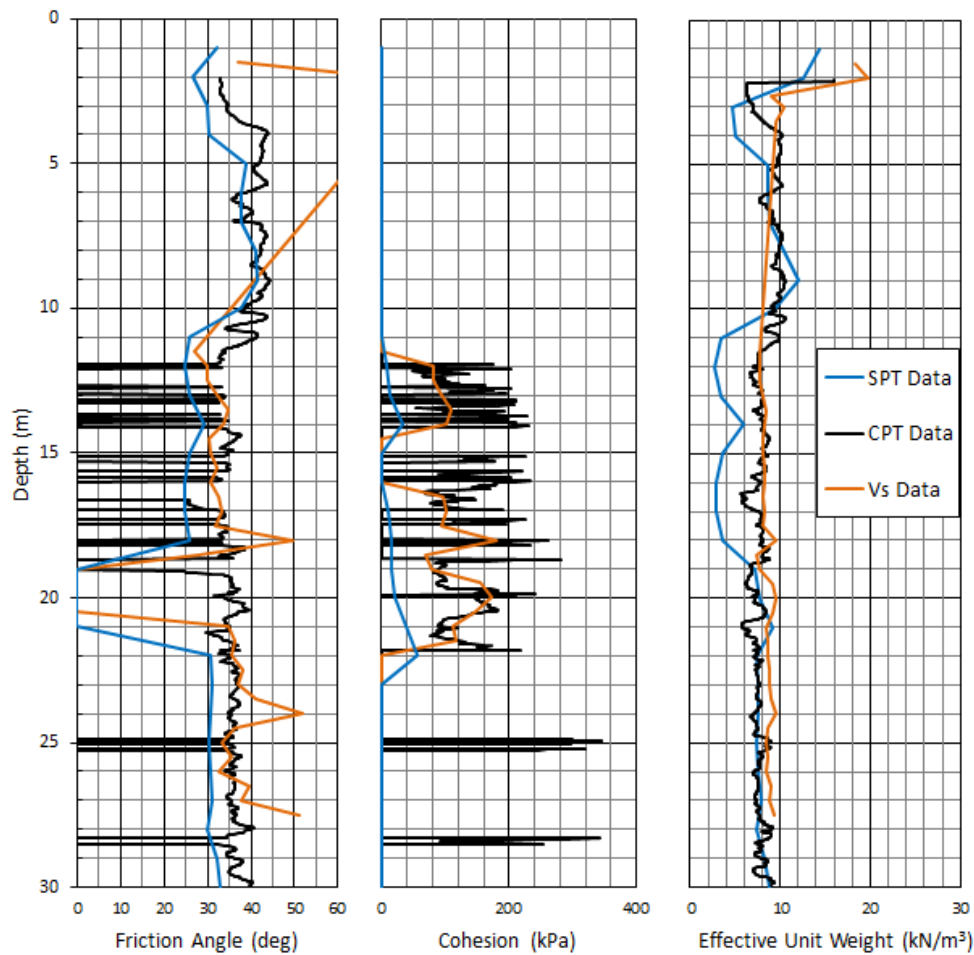 0
5
10
15
20
25
30
Depth (m)
0 10 20 30 40 50 60
Friction Angle (deg)
0 200 400
Cohesion (kPa)
0 10 20 30
Effective Unit Weight (kN/m³)
SPT Data
CPT Data
Vs Data